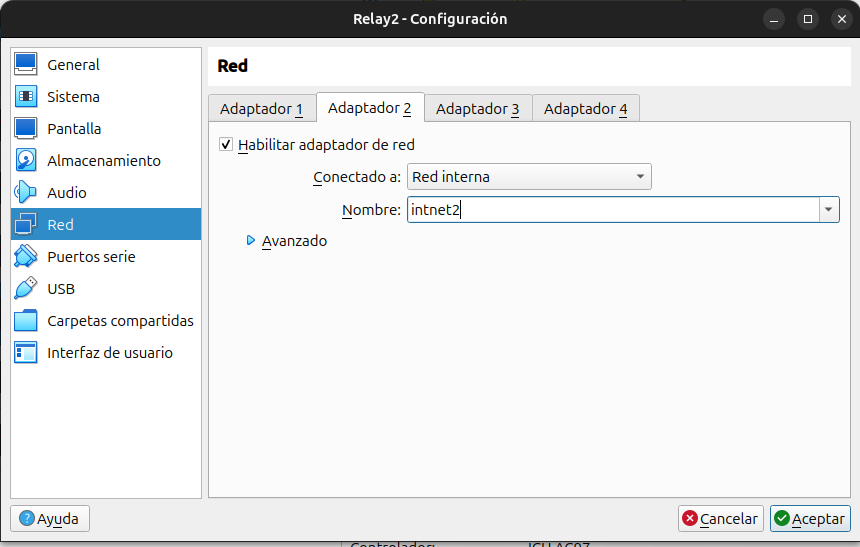 Relay2 - Configuración
General
Sistema
Pantalla
Almacenamiento
Audio
Red
Puertos serie
USB
Carpetas compartidas
Interfaz de usuario
Red
Adaptador 1 Adaptador 2 Adaptador 3 Adaptador 4
Habilitar adaptador de red
Conectado a: Red interna
Nombre: intnet2
Avanzado
Ayuda
Cancelar
Aceptar